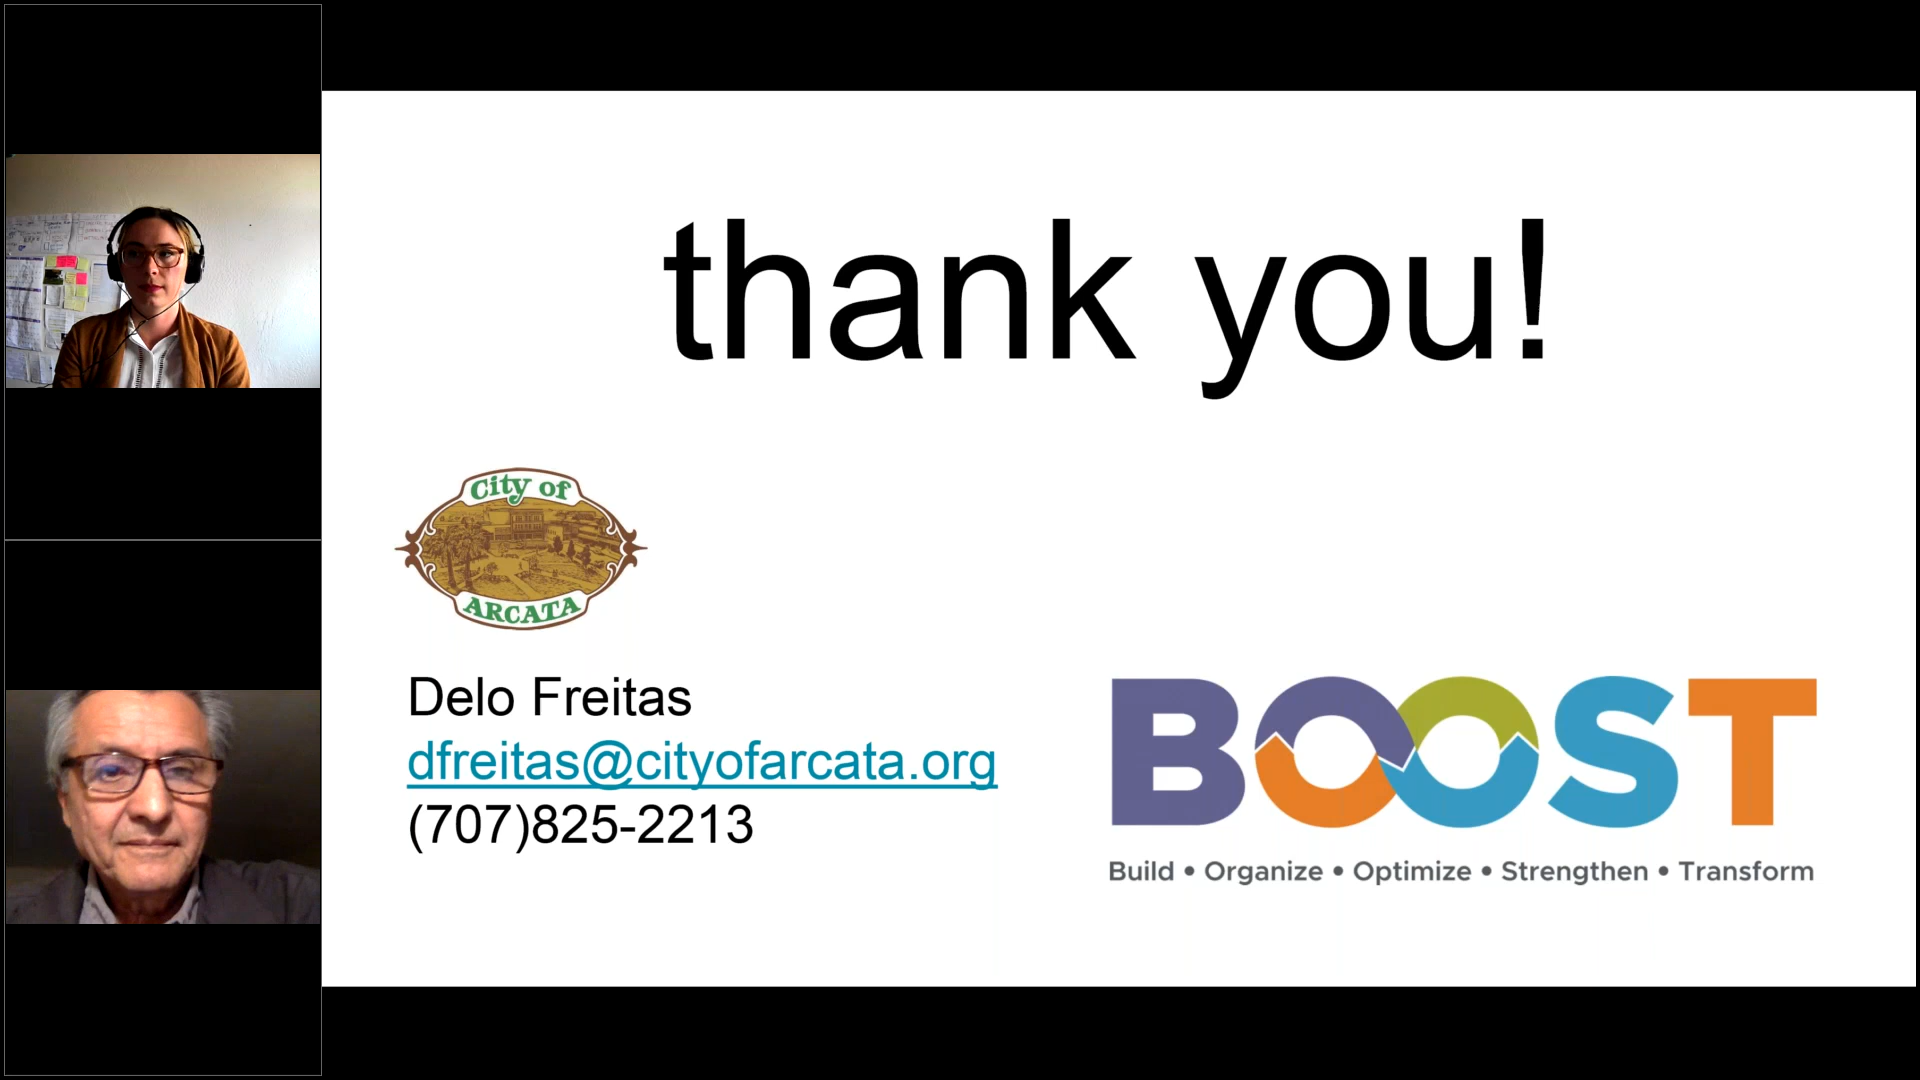 thank you!
City of
ARCATA
Delo Freitas
dfreitas@cityofarcata.org
(707)825-2213
BOOST
Build • Organize • Optimize • Strengthen • Transform